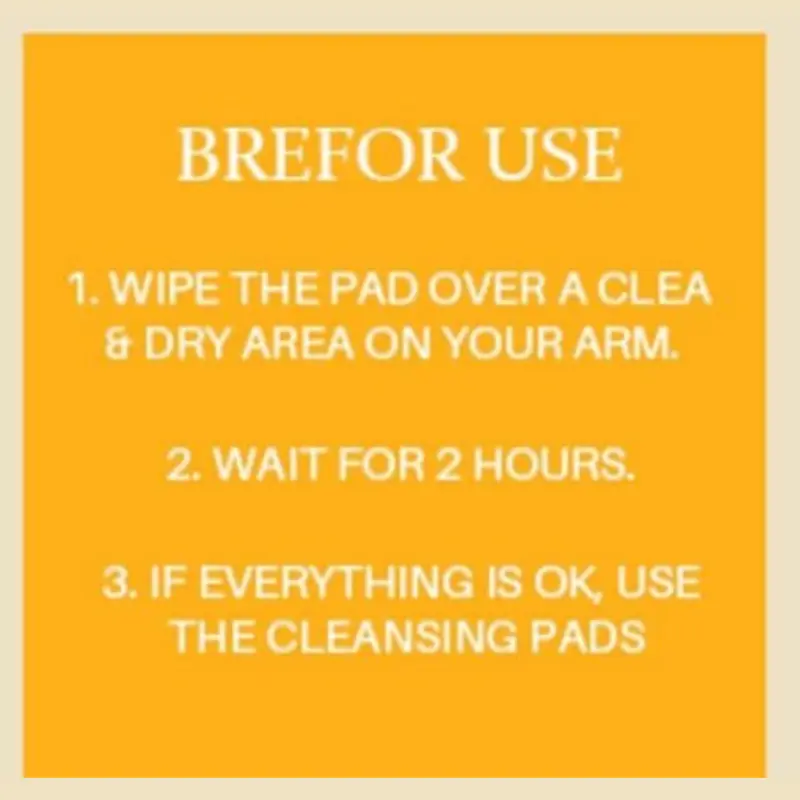 BREFOR USE
1. WIPE THE PAD OVER A CLEA
& DRY AREA ON YOUR ARM.
2. WAIT FOR 2 HOURS.
3. IF EVERYTHING IS OK, USE
THE CLEANSING PADS